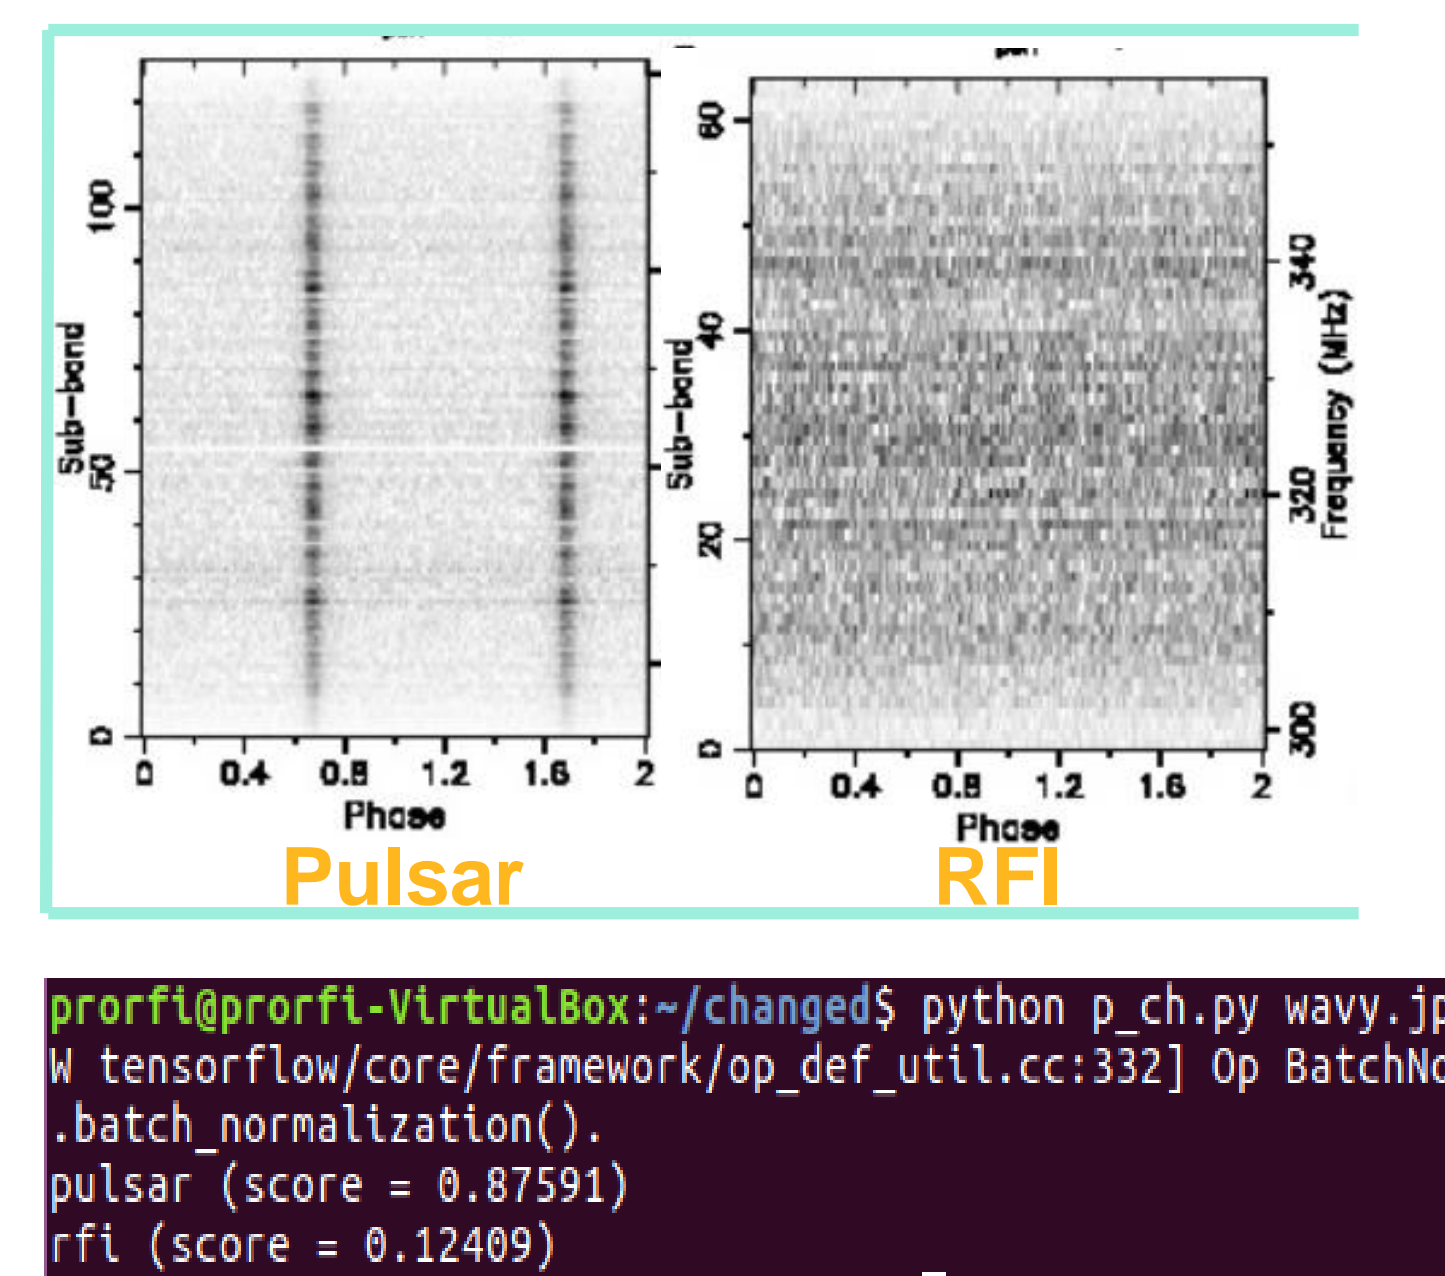 100
50
0
Sub-band
0 0.4 0.8 1.2 1.6 2
Phase
Pulsar
60
40
20
0
Sub-band
340
320
300
Frequency (MHz)
0 0.4 0.8 1.2 1.6 2
Phase
RFI
prorfi@prorfi-VirtualBox:~/changed$ python p_ch.py wavy.jp
W tensorflow/core/framework/op_def_util.cc:332] Op BatchNo
.batch_normalization().
pulsar (score = 0.87591)
rfi (score = 0.12409)